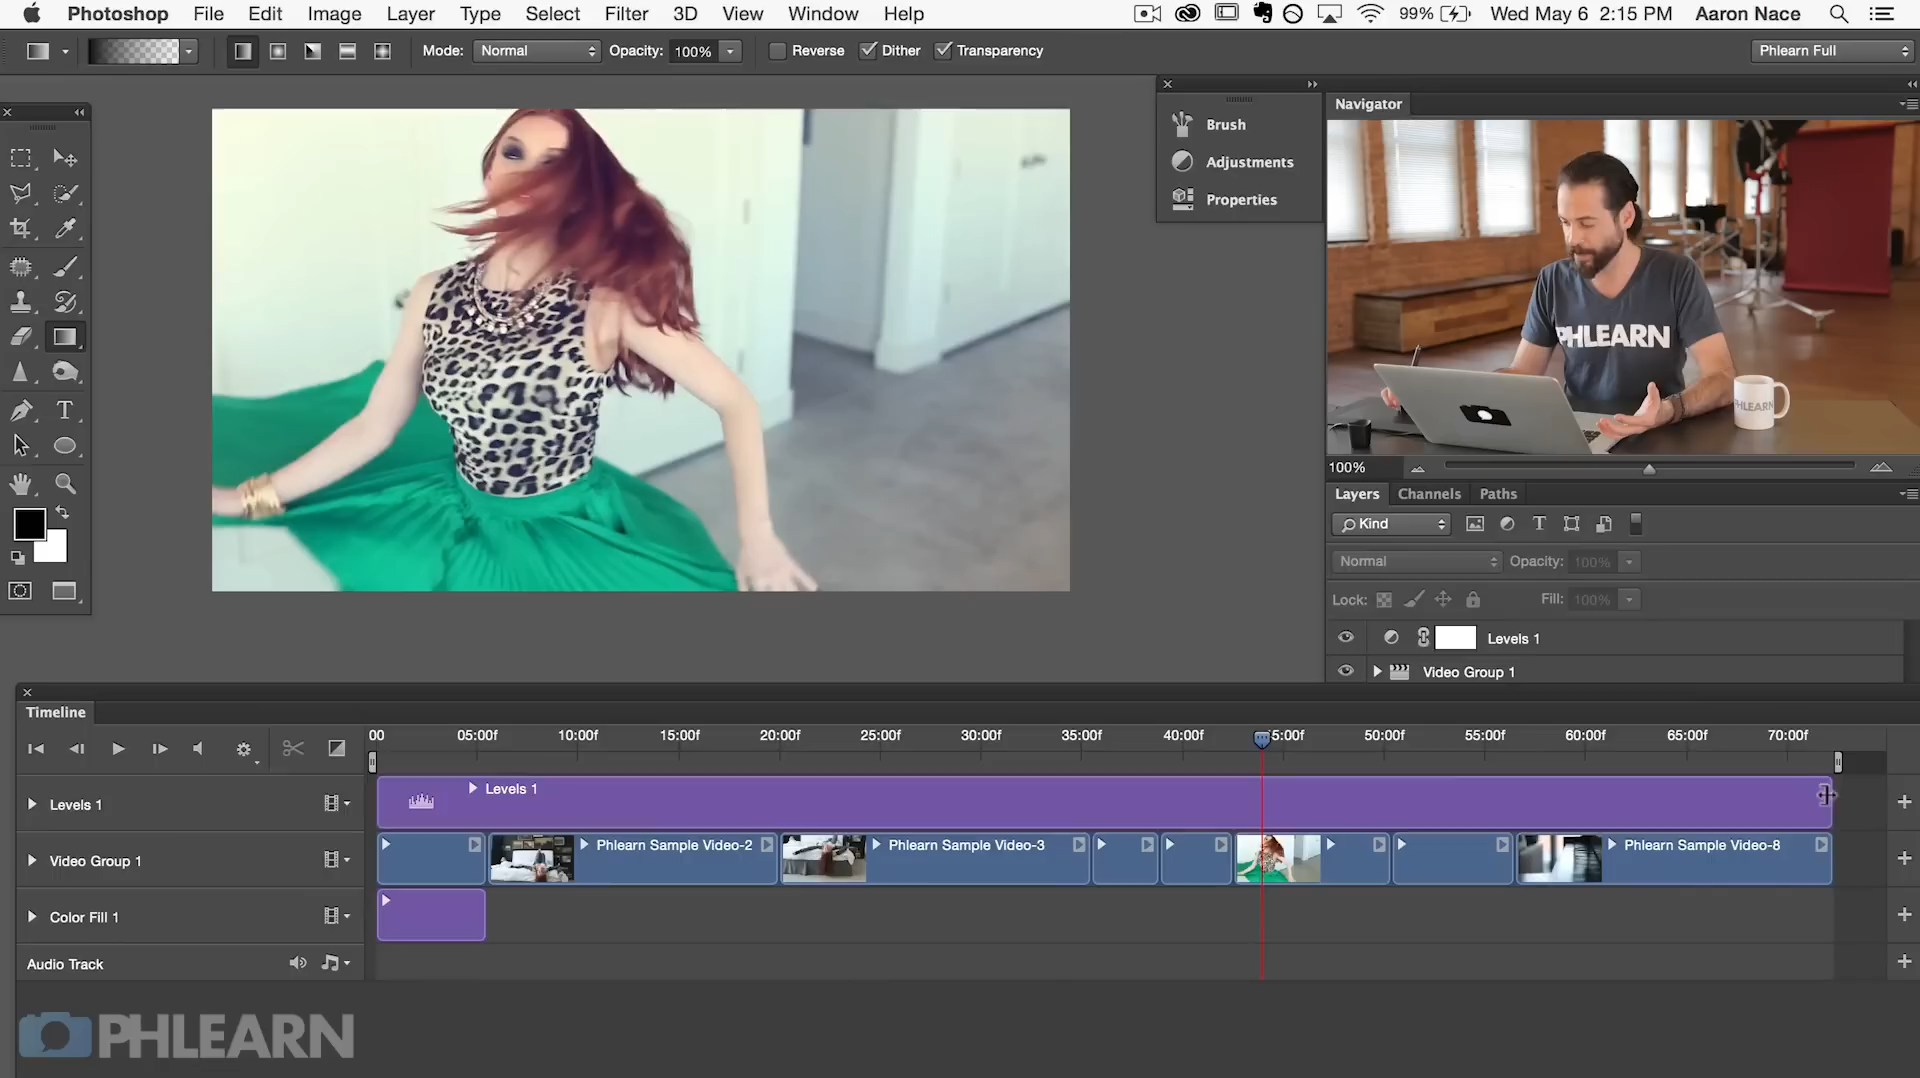 Photoshop File Edit Image Layer Type Select Filter 3D View Window Help 99% Wed May 6 2:15 PM Aaron Nace
Mode: Normal Opacity: 100% Reverse Dither Transparency Phlearn Full
Navigator
Brush
Adjustments
Properties
PHLEARN
PHLEARN
100%
Layers Channels Paths
Kind
Normal Opacity: 100%
Lock: Fill: 100%
Levels 1
Video Group 1
Timeline
00 05:00f 10:00f 15:00f 20:00f 25:00f 30:00f 35:00f 40:00f 5:00f 50:00f 55:00f 60:00f 65:00f 70:00f
Levels 1 Levels 1
Video Group 1 Phlearn Sample Video-2 Phlearn Sample Video-3 Phlearn Sample Video-8
Color Fill 1
Audio Track
PHLEARN